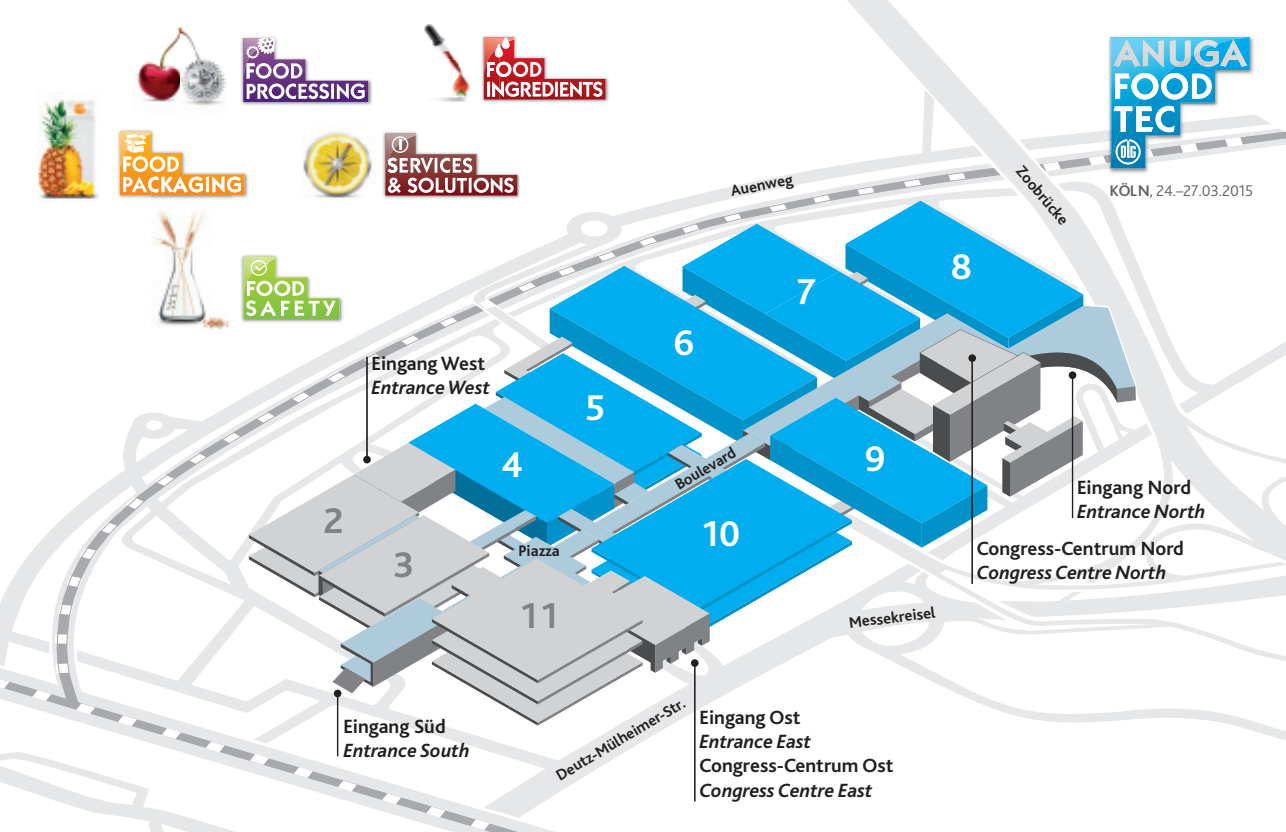 FOOD
PROCESSING
FOOD
INGREDIENTS
FOOD
PACKAGING
SERVICES
& SOLUTIONS
FOOD
SAFETY
ANUGA
FOOD
TEC
DLG
KÖLN, 24.–27.03.2015
Auenweg
Zoobrücke
8
7
6
5
4
9
10
2
3
11
Boulevard
Piazza
Eingang West
Entrance West
Eingang Nord
Entrance North
Congress-Centrum Nord
Congress Centre North
Messekreisel
Deutz-Mülheimer-Str.
Eingang Süd
Entrance South
Eingang Ost
Entrance East
Congress-Centrum Ost
Congress Centre East